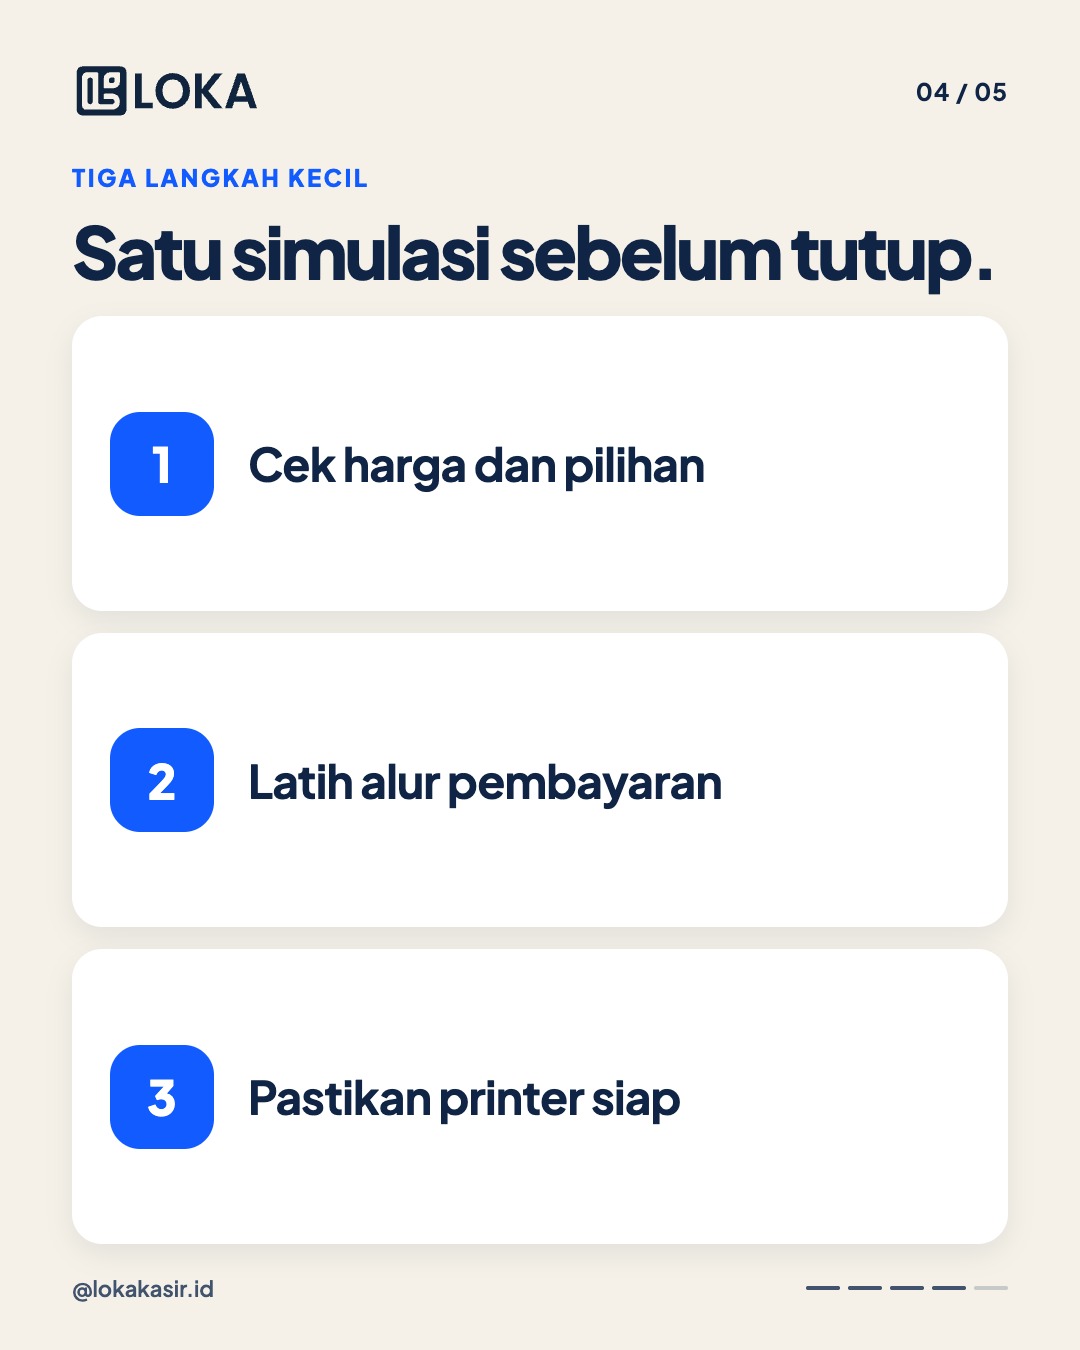 LOKA
04 / 05
TIGA LANGKAH KECIL
Satu simulasi sebelum tutup.
1
Cek harga dan pilihan
2
Latih alur pembayaran
3
Pastikan printer siap
@lokakasir.id